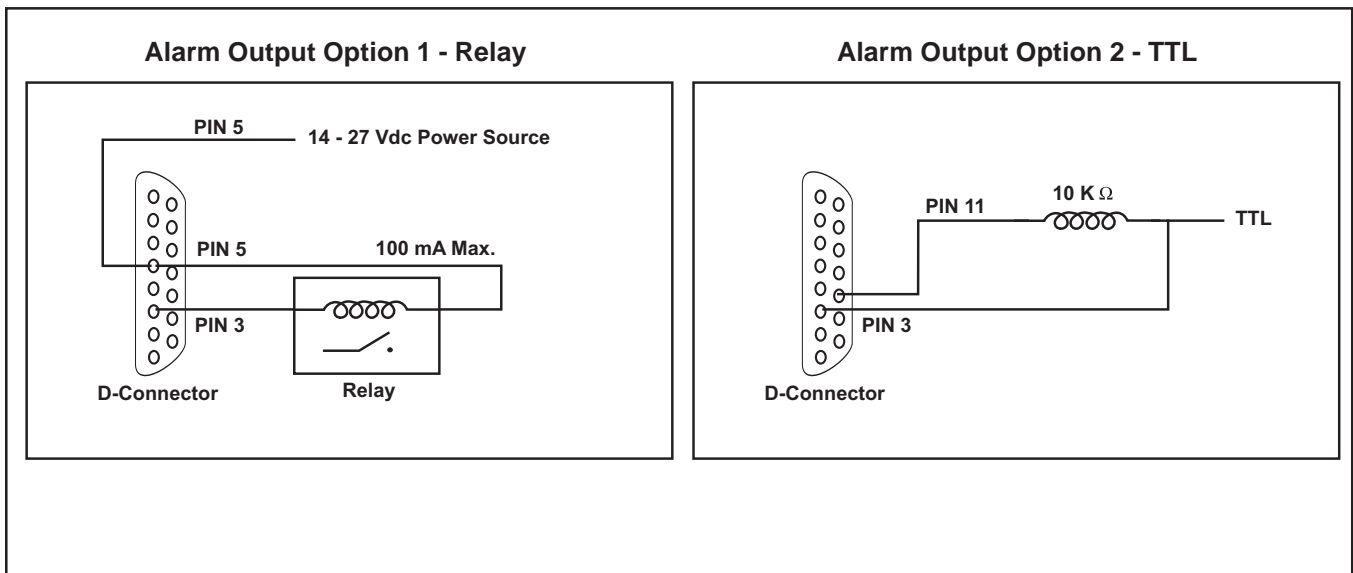 Alarm Output Option 1 - Relay
PIN 5
14 - 27 Vdc Power Source
PIN 5
100 mA Max.
PIN 3
D-Connector
Relay
Alarm Output Option 2 - TTL
10 K Ω
PIN 11
TTL
PIN 3
D-Connector